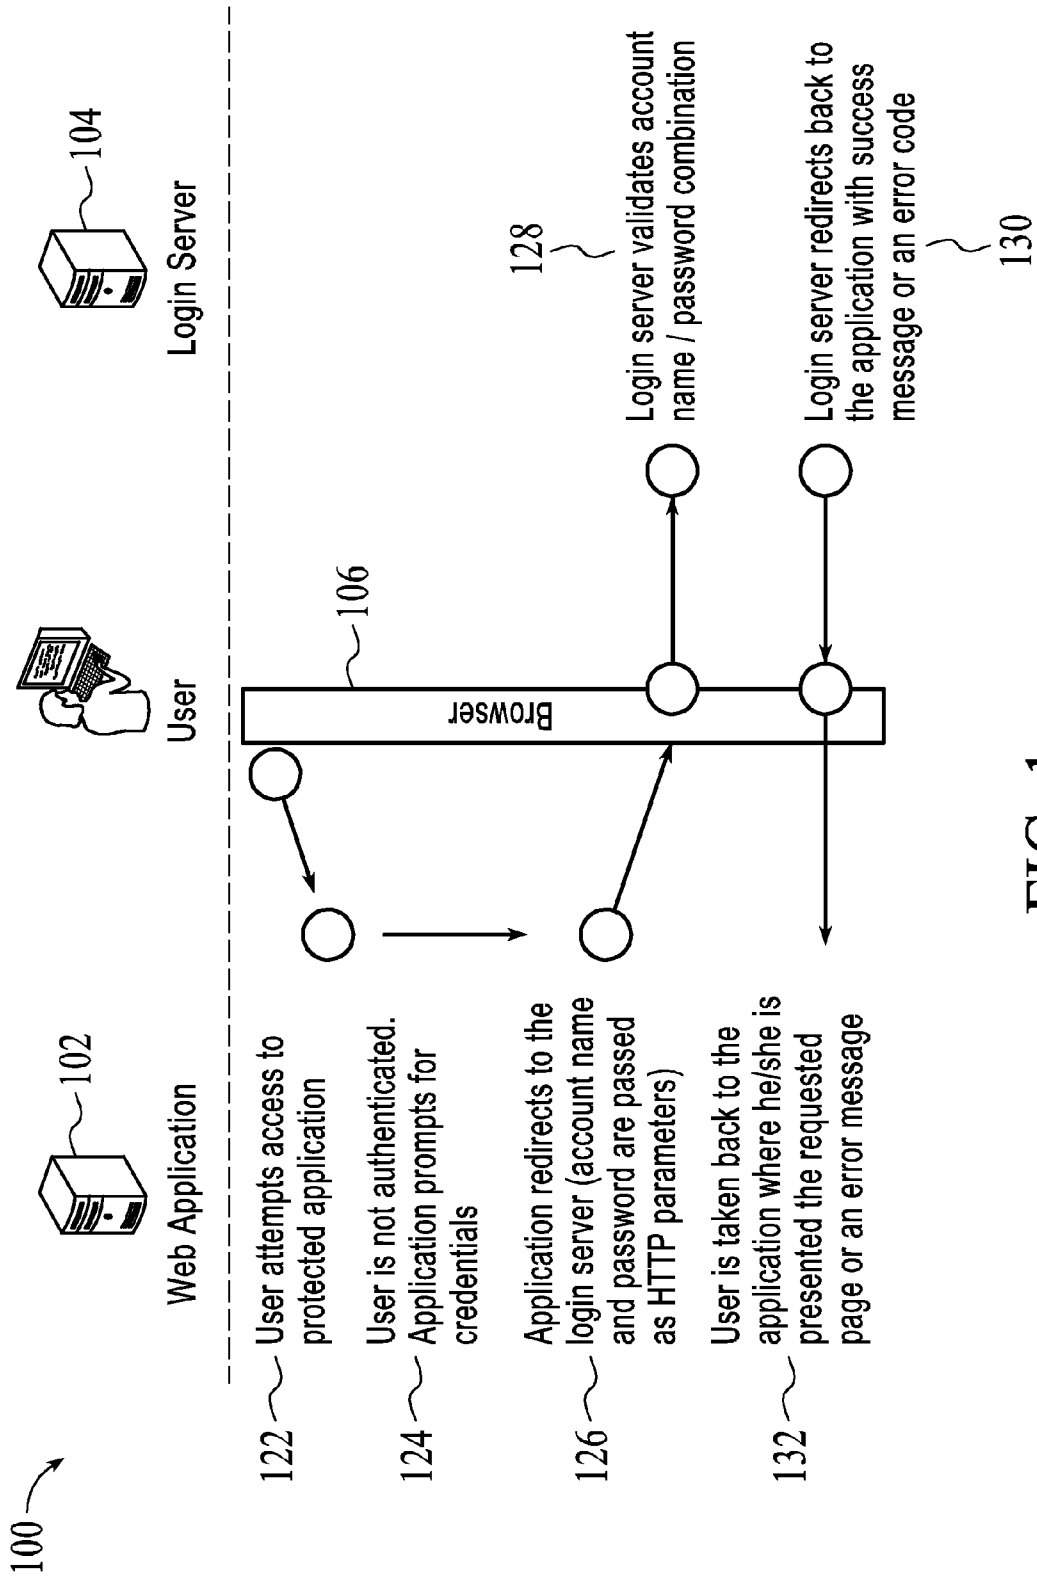 100
102
104
Web Application
User
Login Server
106
Browser
122
User attempts access to
protected application
124
User is not authenticated.
Application prompts for
credentials
126
Application redirects to the
login server (account name
and password are passed
as HTTP parameters)
128
Login server validates account
name / password combination
132
User is taken back to the
application where he/she is
presented the requested
page or an error message
Login server redirects back to
the application with success
message or an error code
130
FIG. 1